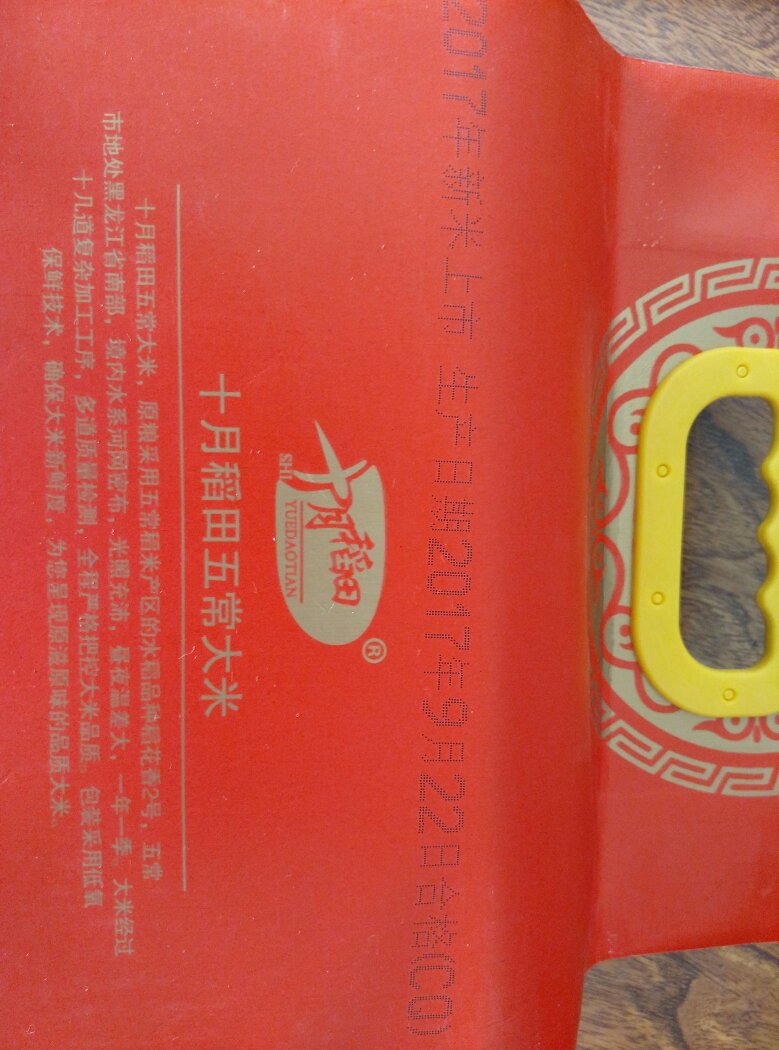 2017年新米上市 生产日期2017年9月22日合格(CQ)
十月稻田
SHI
YUEDAOTIAN
®
十月稻田五常大米
十月稻田五常大米，原粮采用五常稻米产区的水稻品种稻花香2号，五常
市地处黑龙江省南部，境内水系河网密布，光照充沛，昼夜温差大，一年一季。大米经过
十几道复杂加工工序，多道质量检测，全程严格把控大米品质。包装采用低氧
保鲜技术，确保大米新鲜度，为您呈现原滋原味的品质大米。